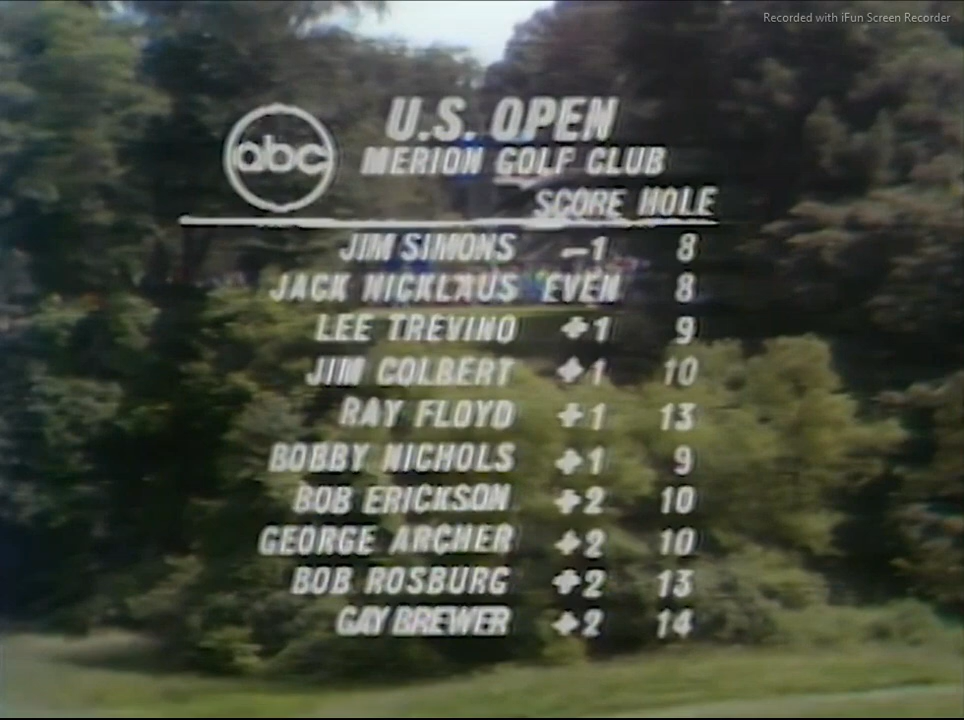 Recorded with iFun Screen Recorder
abc
U.S. OPEN
MERION GOLF CLUB
SCORE HOLE
JIM SIMONS -1 8
JACK NICKLAUS EVEN 8
LEE TREVINO +1 9
JIM COLBERT +1 10
RAY FLOYD +1 13
BOBBY NICHOLS +1 9
BOB ERICKSON +2 10
GEORGE ARCHER +2 10
BOB ROSBURG +2 13
GAY BREWER +2 14